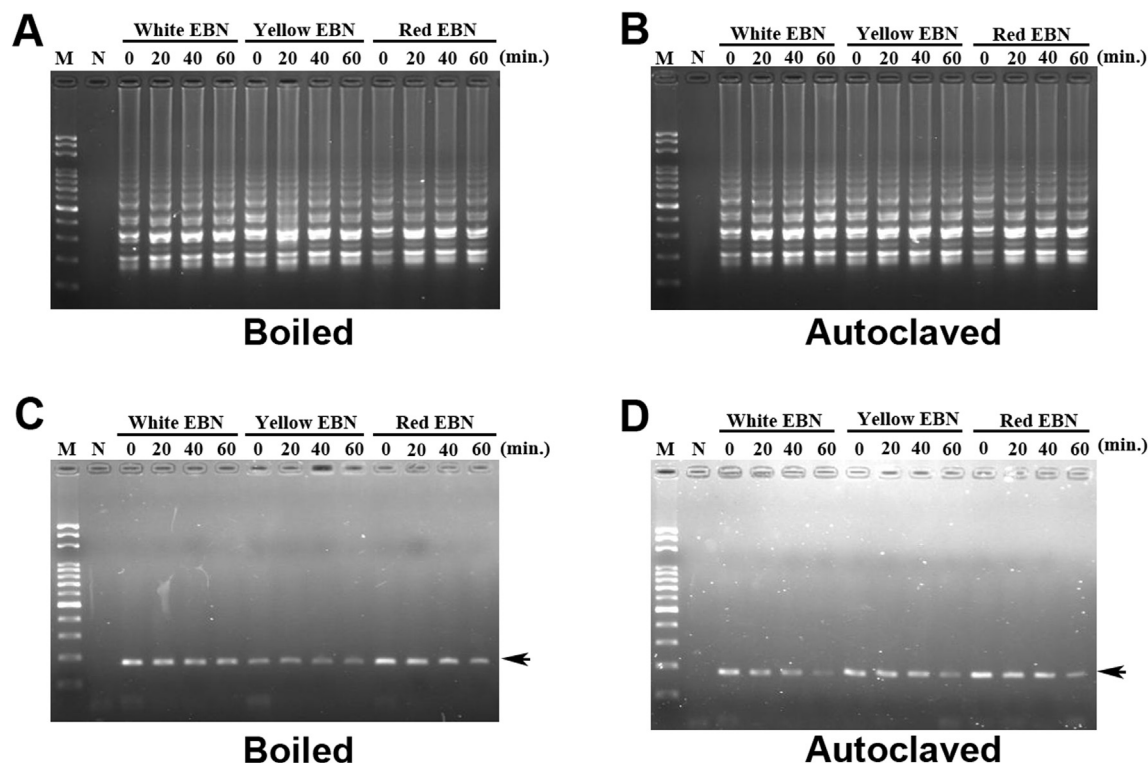 A
White EBN Yellow EBN Red EBN
M N 0 20 40 60 0 20 40 60 0 20 40 60 (min.)
Boiled
B
White EBN Yellow EBN Red EBN
M N 0 20 40 60 0 20 40 60 0 20 40 60 (min.)
Autoclaved
C
White EBN Yellow EBN Red EBN
M N 0 20 40 60 0 20 40 60 0 20 40 60 (min.)
Boiled
D
White EBN Yellow EBN Red EBN
M N 0 20 40 60 0 20 40 60 0 20 40 60 (min.)
Autoclaved